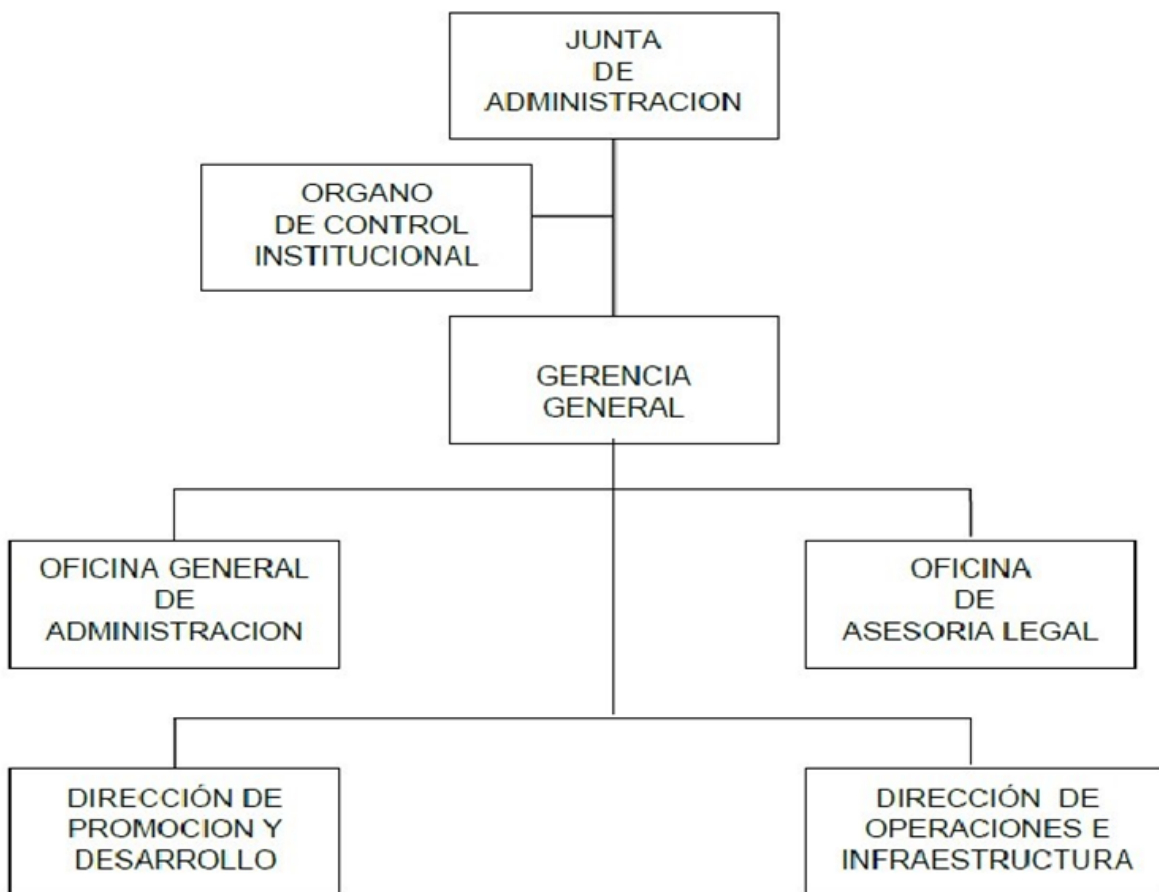 JUNTA
DE
ADMINISTRACION
ORGANO
DE CONTROL
INSTITUCIONAL
GERENCIA
GENERAL
OFICINA GENERAL
DE
ADMINISTRACION
OFICINA
DE
ASESORIA LEGAL
DIRECCIÓN DE
PROMOCION Y
DESARROLLO
DIRECCIÓN DE
OPERACIONES E
INFRAESTRUCTURA